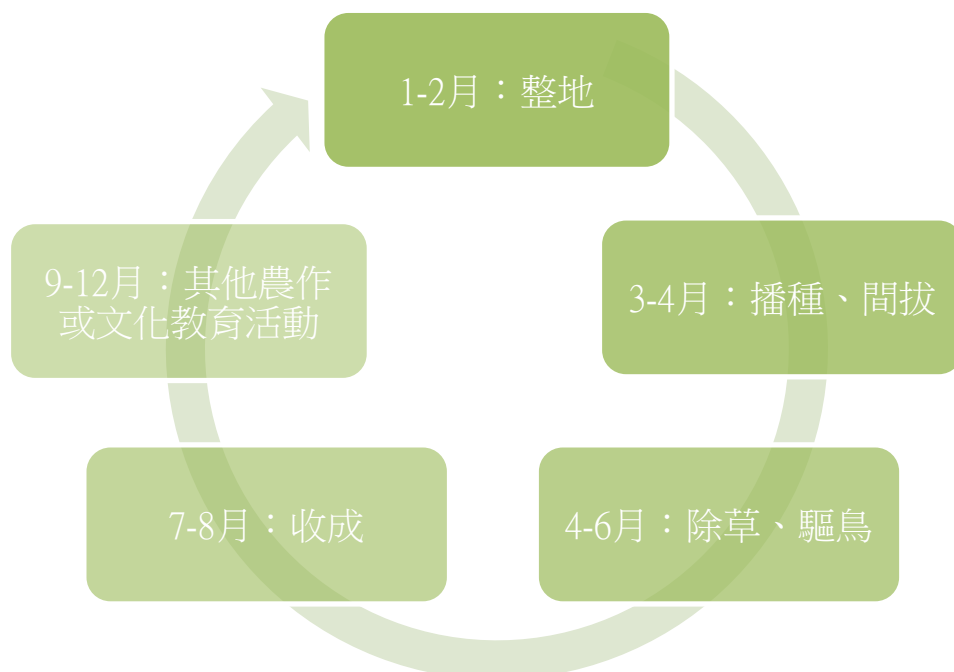 1-2月：整地
3-4月：播種、間拔
4-6月：除草、驅鳥
7-8月：收成
9-12月：其他農作
或文化教育活動